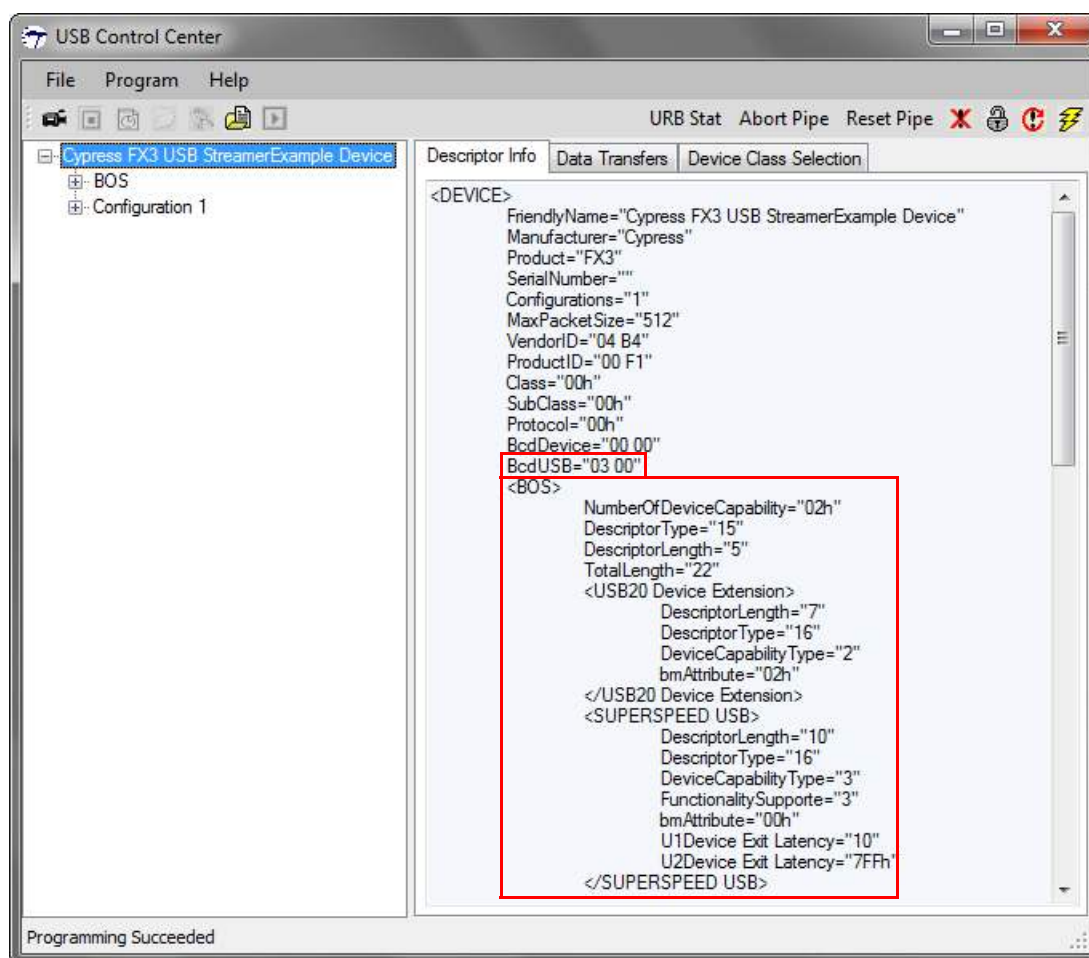 USB Control Center
File Program Help
URB Stat Abort Pipe Reset Pipe
Cypress FX3 USB StreamerExample Device
BOS
Configuration 1
Descriptor Info Data Transfers Device Class Selection
<DEVICE>
FriendlyName="Cypress FX3 USB StreamerExample Device"
Manufacturer="Cypress"
Product="FX3"
SerialNumber=""
Configurations="1"
MaxPacketSize="512"
VendorID="04 B4"
ProductID="00 F1"
Class="00h"
SubClass="00h"
Protocol="00h"
BcdDevice="00 00"
BcdUSB="03 00"
<BOS>
NumberOfDeviceCapability="02h"
DescriptorType="15"
DescriptorLength="5"
TotalLength="22"
<USB20 Device Extension>
DescriptorLength="7"
DescriptorType="16"
DeviceCapabilityType="2"
bmAttribute="02h"
</USB20 Device Extension>
<SUPERSPEED USB>
DescriptorLength="10"
DescriptorType="16"
DeviceCapabilityType="3"
FunctionalitySupporte="3"
bmAttribute="00h"
U1Device Exit Latency="10"
U2Device Exit Latency="7FFh"
</SUPERSPEED USB>
Programming Succeeded